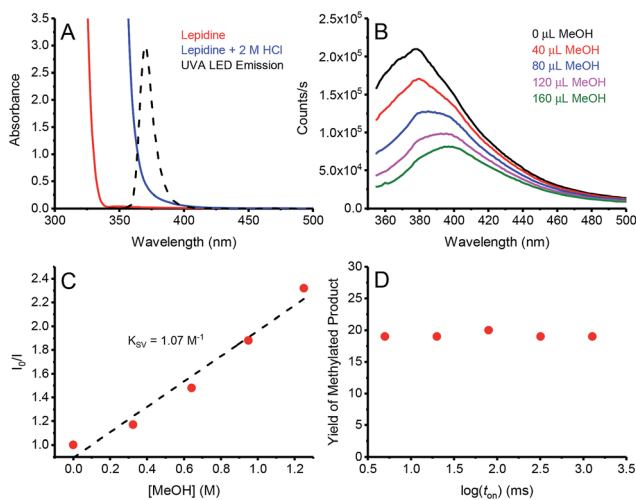 A
Lepidine
Lepidine + 2 M HCl
UVA LED Emission
Absorbance
3.5
3.0
2.5
2.0
1.5
1.0
0.5
0.0
300 350 400 450 500
Wavelength (nm)
B
0 μL MeOH
40 μL MeOH
80 μL MeOH
120 μL MeOH
160 μL MeOH
Counts/s
2.5x10⁵
2.0x10⁵
1.5x10⁵
1.0x10⁵
5.0x10⁴
0.0
360 380 400 420 440 460 480 500
Wavelength (nm)
C
K_SV = 1.07 M⁻¹
I₀/I
2.4
2.2
2.0
1.8
1.6
1.4
1.2
1.0
0.0 0.2 0.4 0.6 0.8 1.0 1.2
[MeOH] (M)
D
Yield of Methylated Product
30
25
20
15
10
5
0
0.5 1.0 1.5 2.0 2.5 3.0 3.5
log(t_on) (ms)